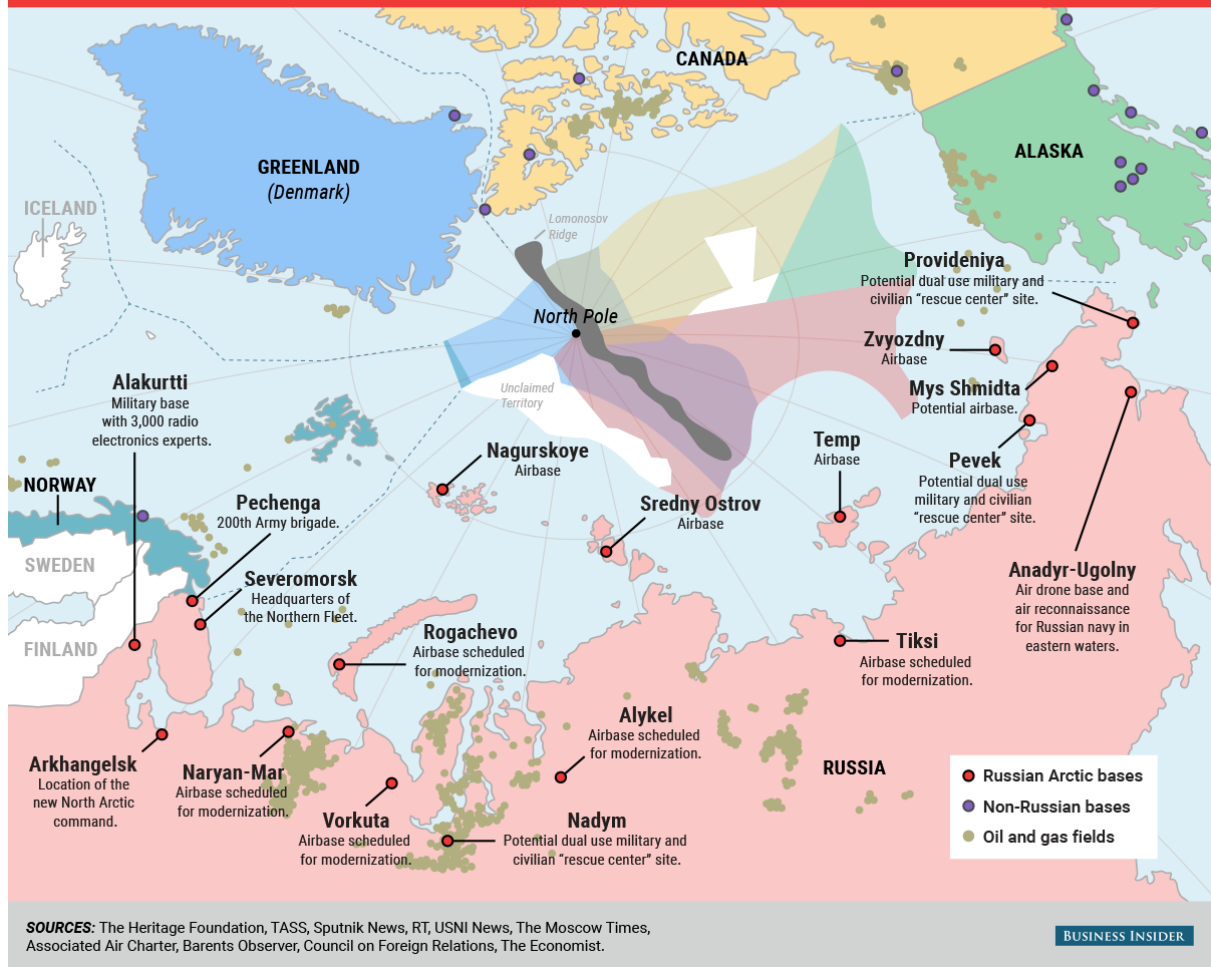 CANADA
GREENLAND
(Denmark)
ALASKA
ICELAND
Lomonosov
Ridge
North Pole
Provideniya
Potential dual use military and
civilian “rescue center” site.
Zvyozdny
Airbase
Mys Shmidta
Potential airbase.
Unclaimed
Territory
Alakurtti
Military base
with 3,000 radio
electronics experts.
Nagurskoye
Airbase
Temp
Airbase
Pevek
Potential dual use
military and civilian
“rescue center” site.
NORWAY
Pechenga
200th Army brigade.
Sredny Ostrov
Airbase
SWEDEN
Severomorsk
Headquarters of
the Northern Fleet.
Anadyr-Ugolny
Air drone base and
air reconnaissance
for Russian navy in
eastern waters.
FINLAND
Rogachevo
Airbase scheduled
for modernization.
Tiksi
Airbase scheduled
for modernization.
Alykel
Airbase scheduled
for modernization.
Arkhangelsk
Location of the
new North Arctic
command.
Naryan-Mar
Airbase scheduled
for modernization.
Vorkuta
Airbase scheduled
for modernization.
Nadym
Potential dual use military and
civilian “rescue center” site.
RUSSIA
Russian Arctic bases
Non-Russian bases
Oil and gas fields
SOURCES: The Heritage Foundation, TASS, Sputnik News, RT, USNI News, The Moscow Times,
Associated Air Charter, Barents Observer, Council on Foreign Relations, The Economist.
BUSINESS INSIDER